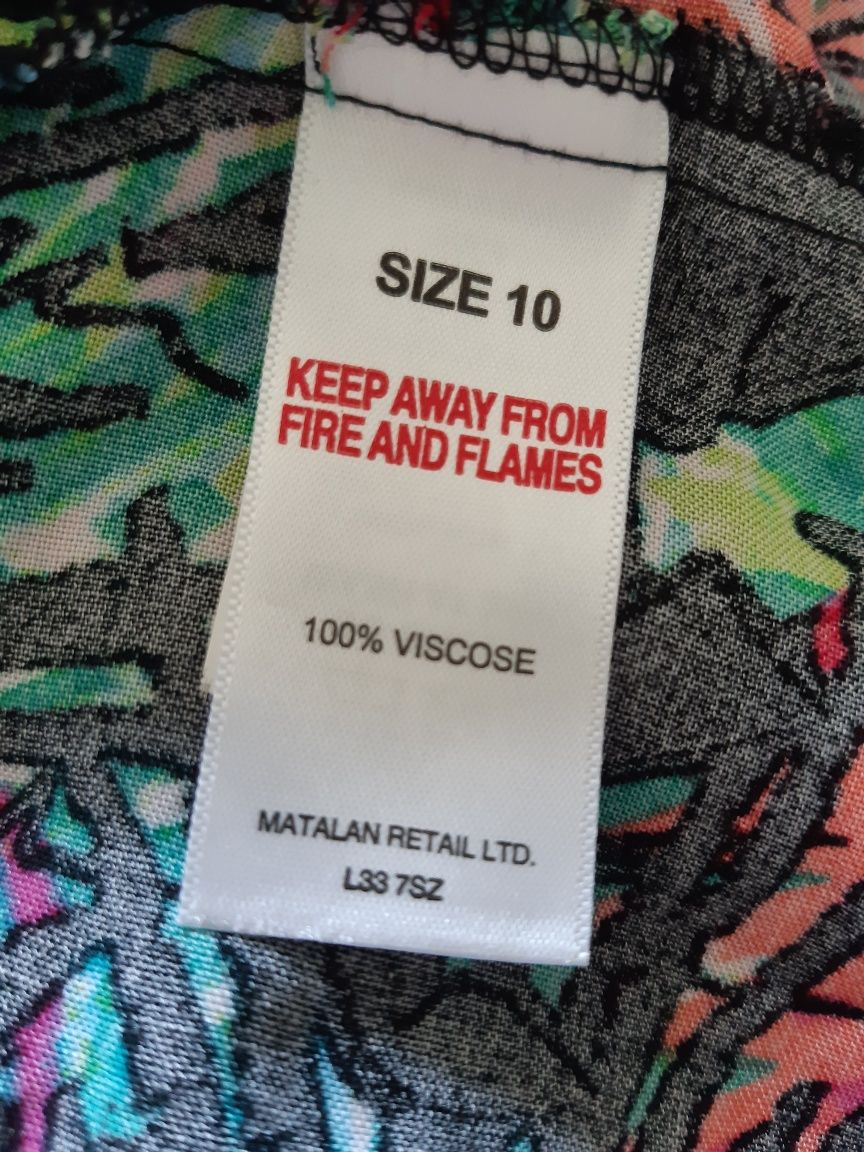 SIZE 10
KEEP AWAY FROM
FIRE AND FLAMES
100% VISCOSE
MATALAN RETAIL LTD.
L33 7SZ